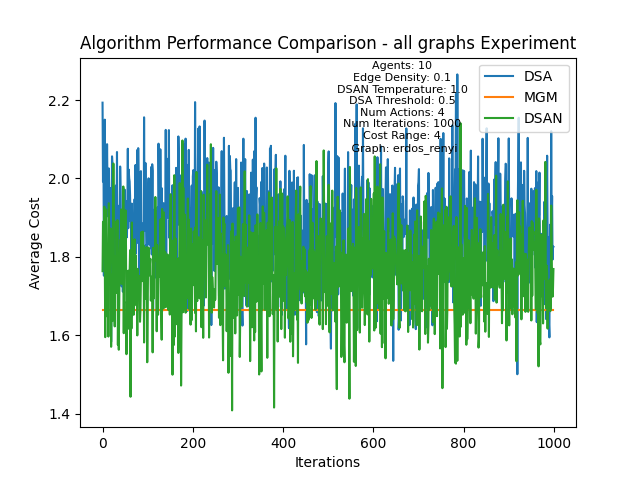 Algorithm Performance Comparison - all graphs Experiment
Agents: 10
Edge Density: 0.1
DSAN Temperature: 1.0
DSA Threshold: 0.5
Num Actions: 4
Num Iterations: 1000
Cost Range: 4
Graph: erdos_renyi
DSA
MGM
DSAN
2.2
2.0
1.8
1.6
1.4
Average Cost
0
200
400
600
800
1000
Iterations